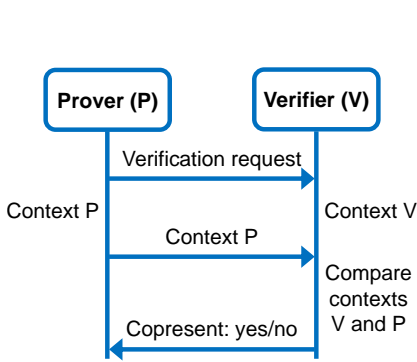 Prover (P)
Verifier (V)
Verification request
Context P
Context V
Context P
Compare
contexts
V and P
Copresent: yes/no